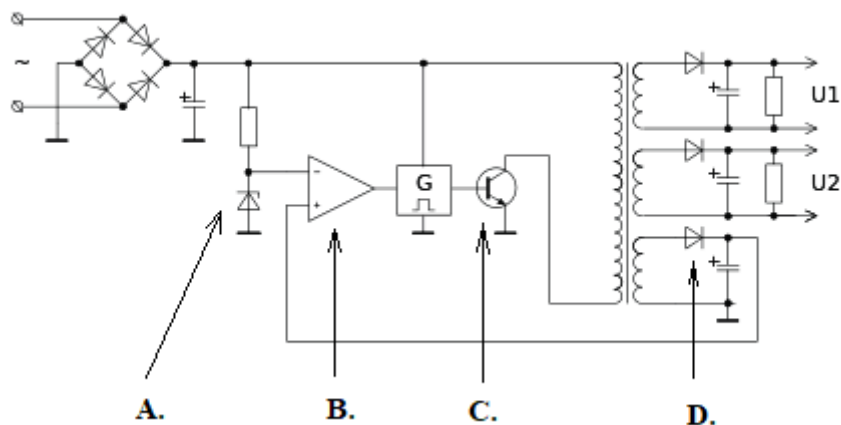 ~
+
U1
-
+
G
+
U2
+
+
A.
B.
C.
D.